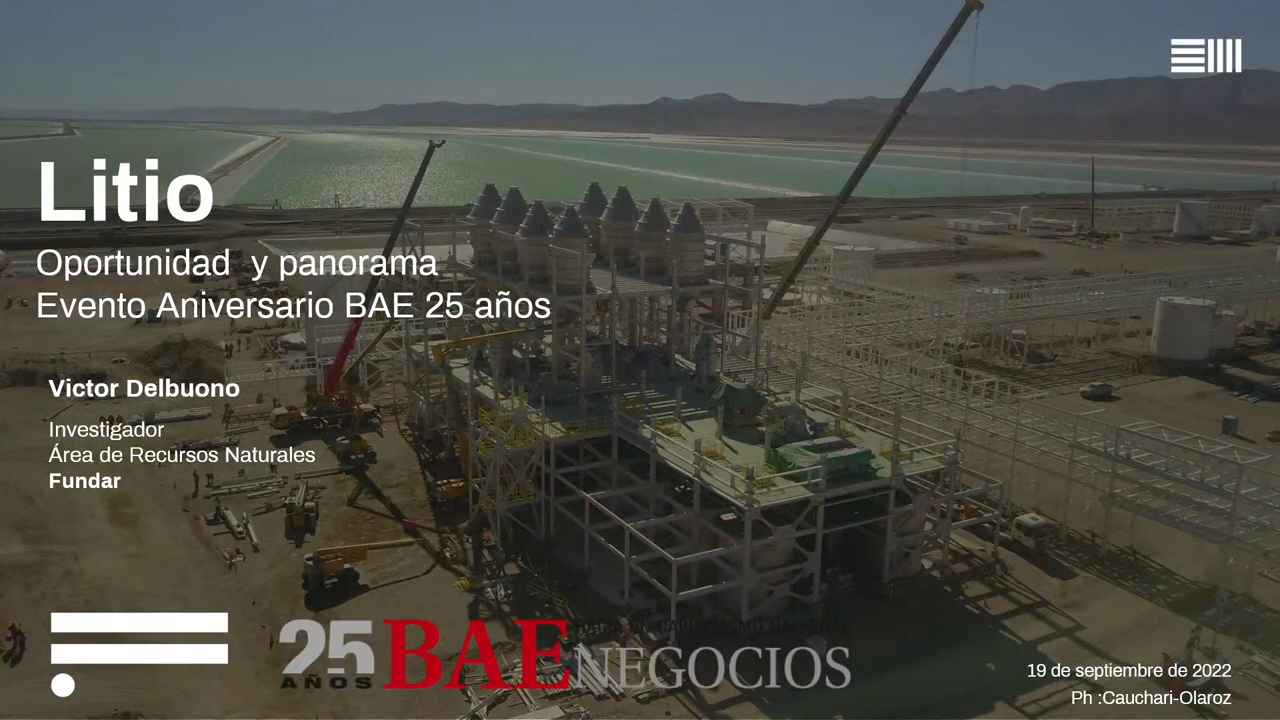 Litio
Oportunidad  y panorama
Evento Aniversario BAE 25 años
Victor Delbuono
Investigador
Área de Recursos Naturales
Fundar
25
AÑOS
BAE
NEGOCIOS
19 de septiembre de 2022
Ph :Cauchari-Olaroz